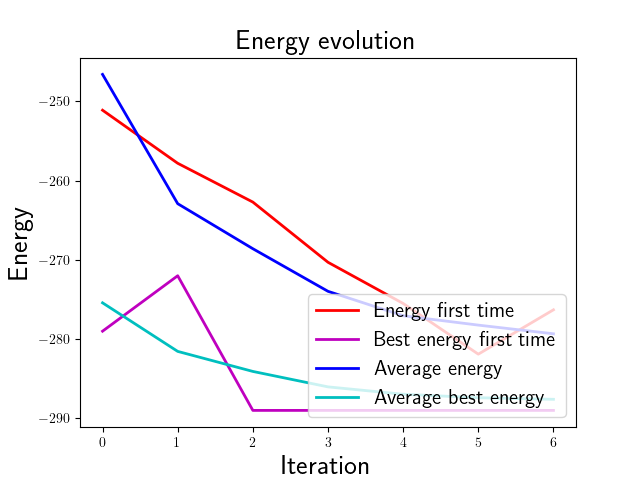 Energy evolution
Energy
−250
−260
−270
−280
−290
0 1 2 3 4 5 6
Iteration
Energy first time
Best energy first time
Average energy
Average best energy